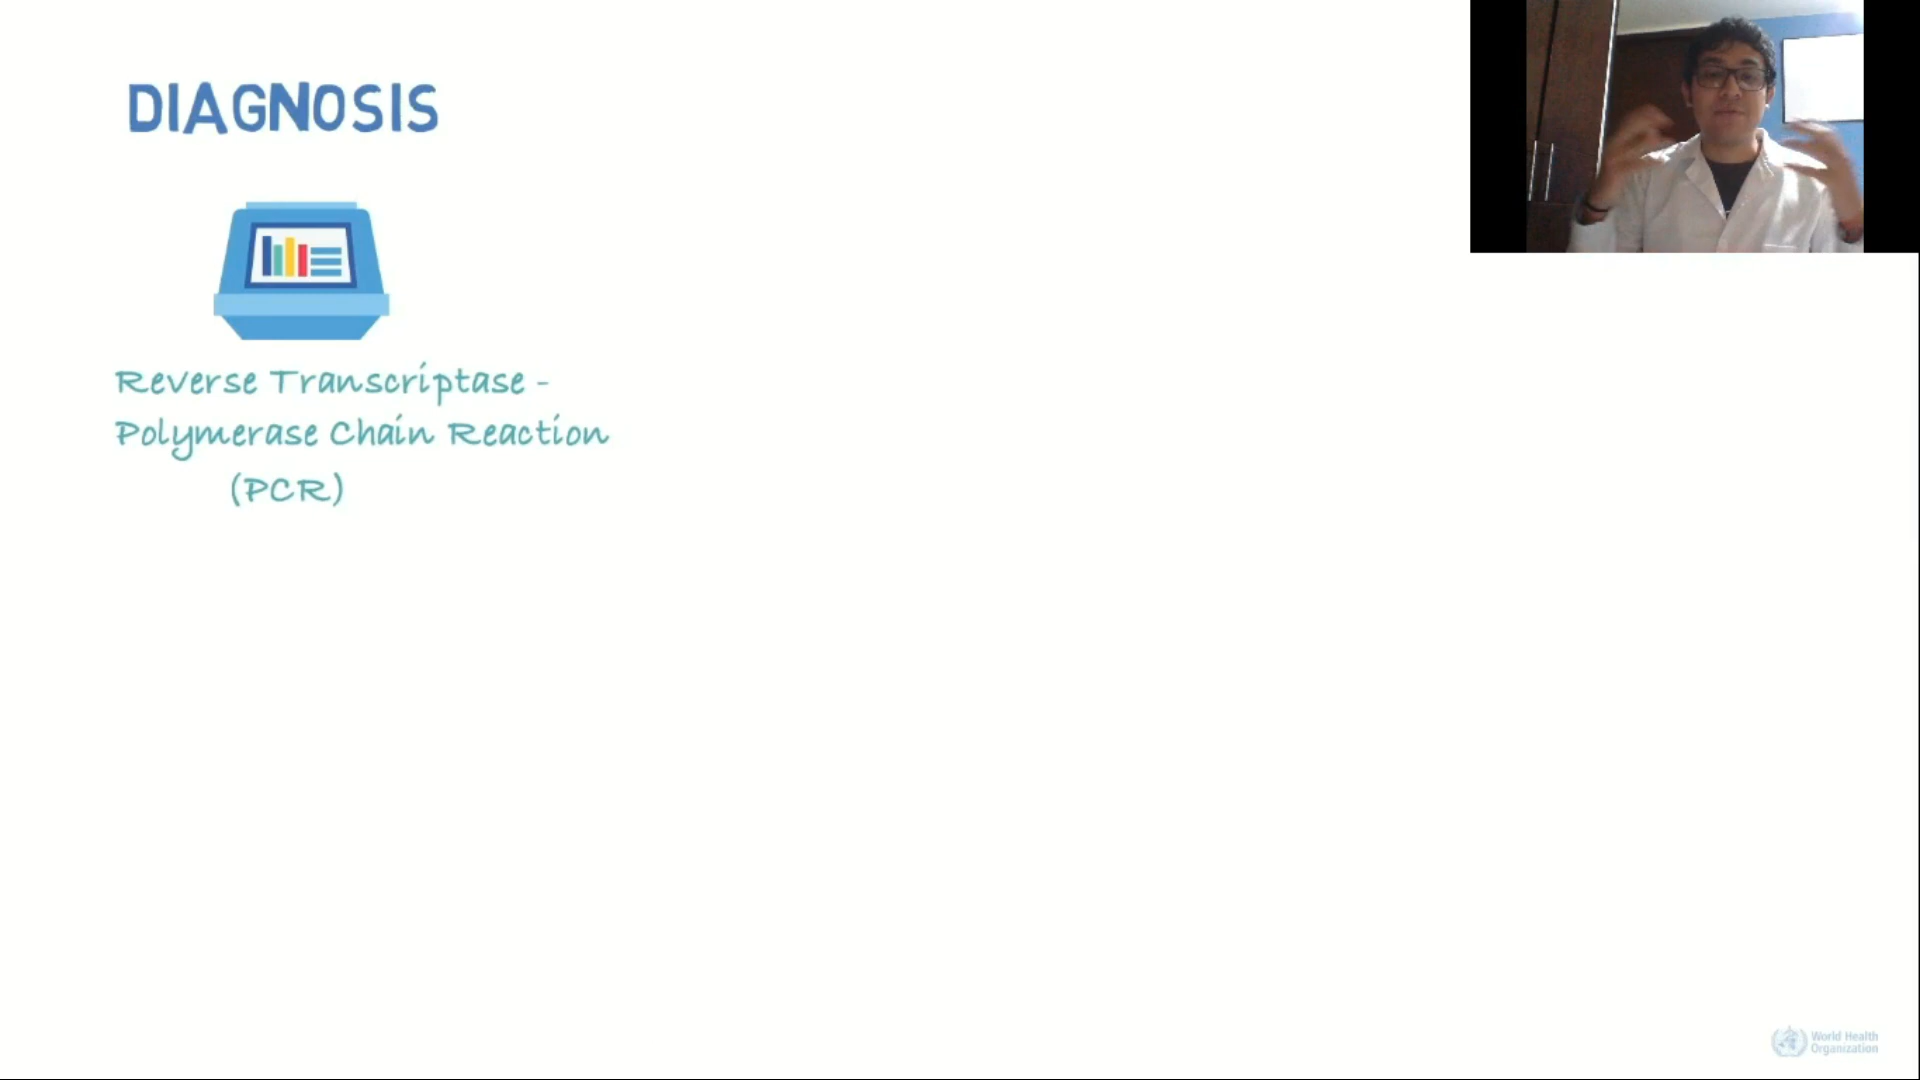 DIAGNOSIS
Reverse Transcriptase -
Polymerase Chain Reaction
(PCR)
World Health
Organization